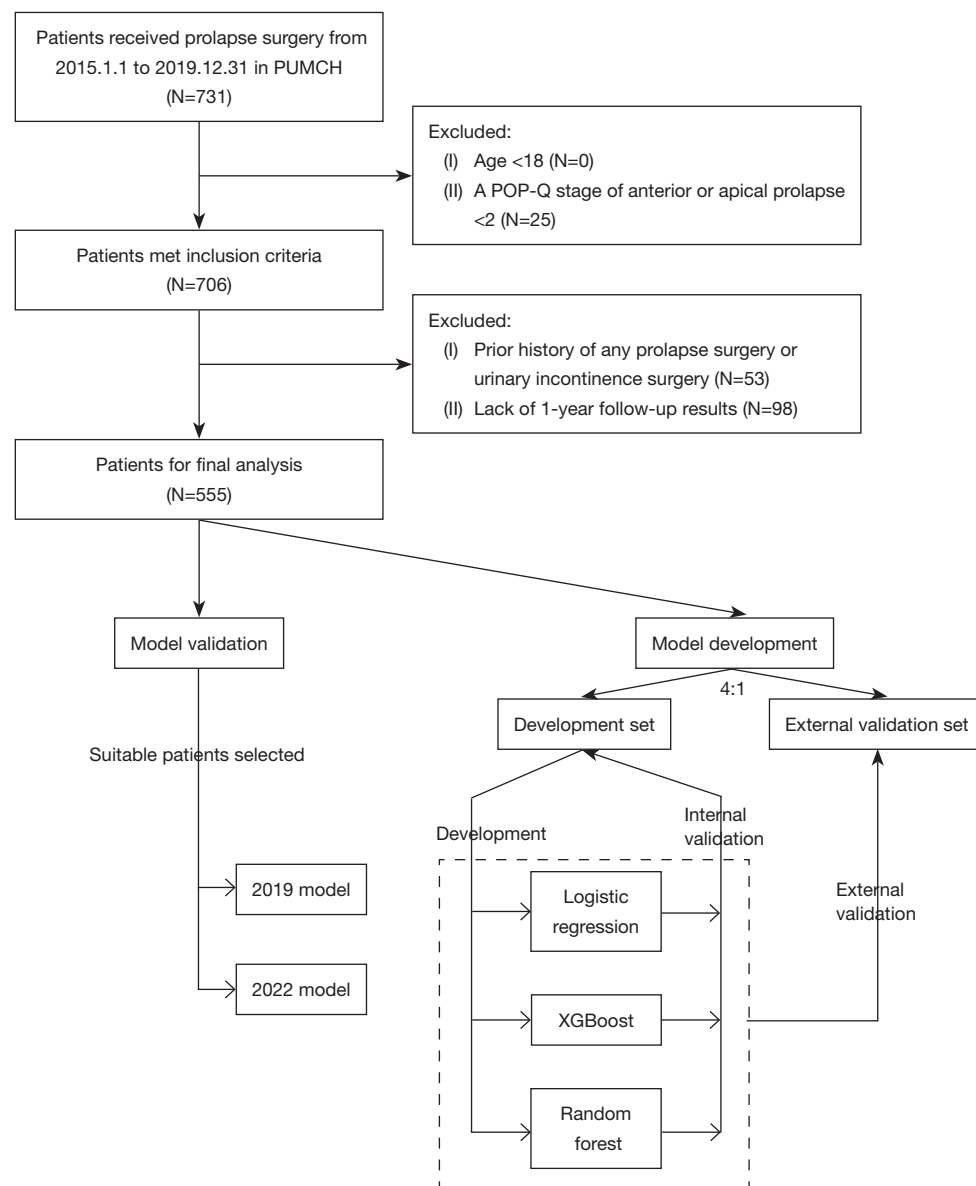 Patients received prolapse surgery from
2015.1.1 to 2019.12.31 in PUMCH
(N=731)
Excluded:
(I) Age <18 (N=0)
(II) A POP-Q stage of anterior or apical prolapse
<2 (N=25)
Patients met inclusion criteria
(N=706)
Excluded:
(I) Prior history of any prolapse surgery or
urinary incontinence surgery (N=53)
(II) Lack of 1-year follow-up results (N=98)
Patients for final analysis
(N=555)
Model validation
Model development
4:1
Development set
External validation set
Suitable patients selected
Development
Internal
validation
2019 model
2022 model
Logistic
regression
XGBoost
Random
forest
External
validation